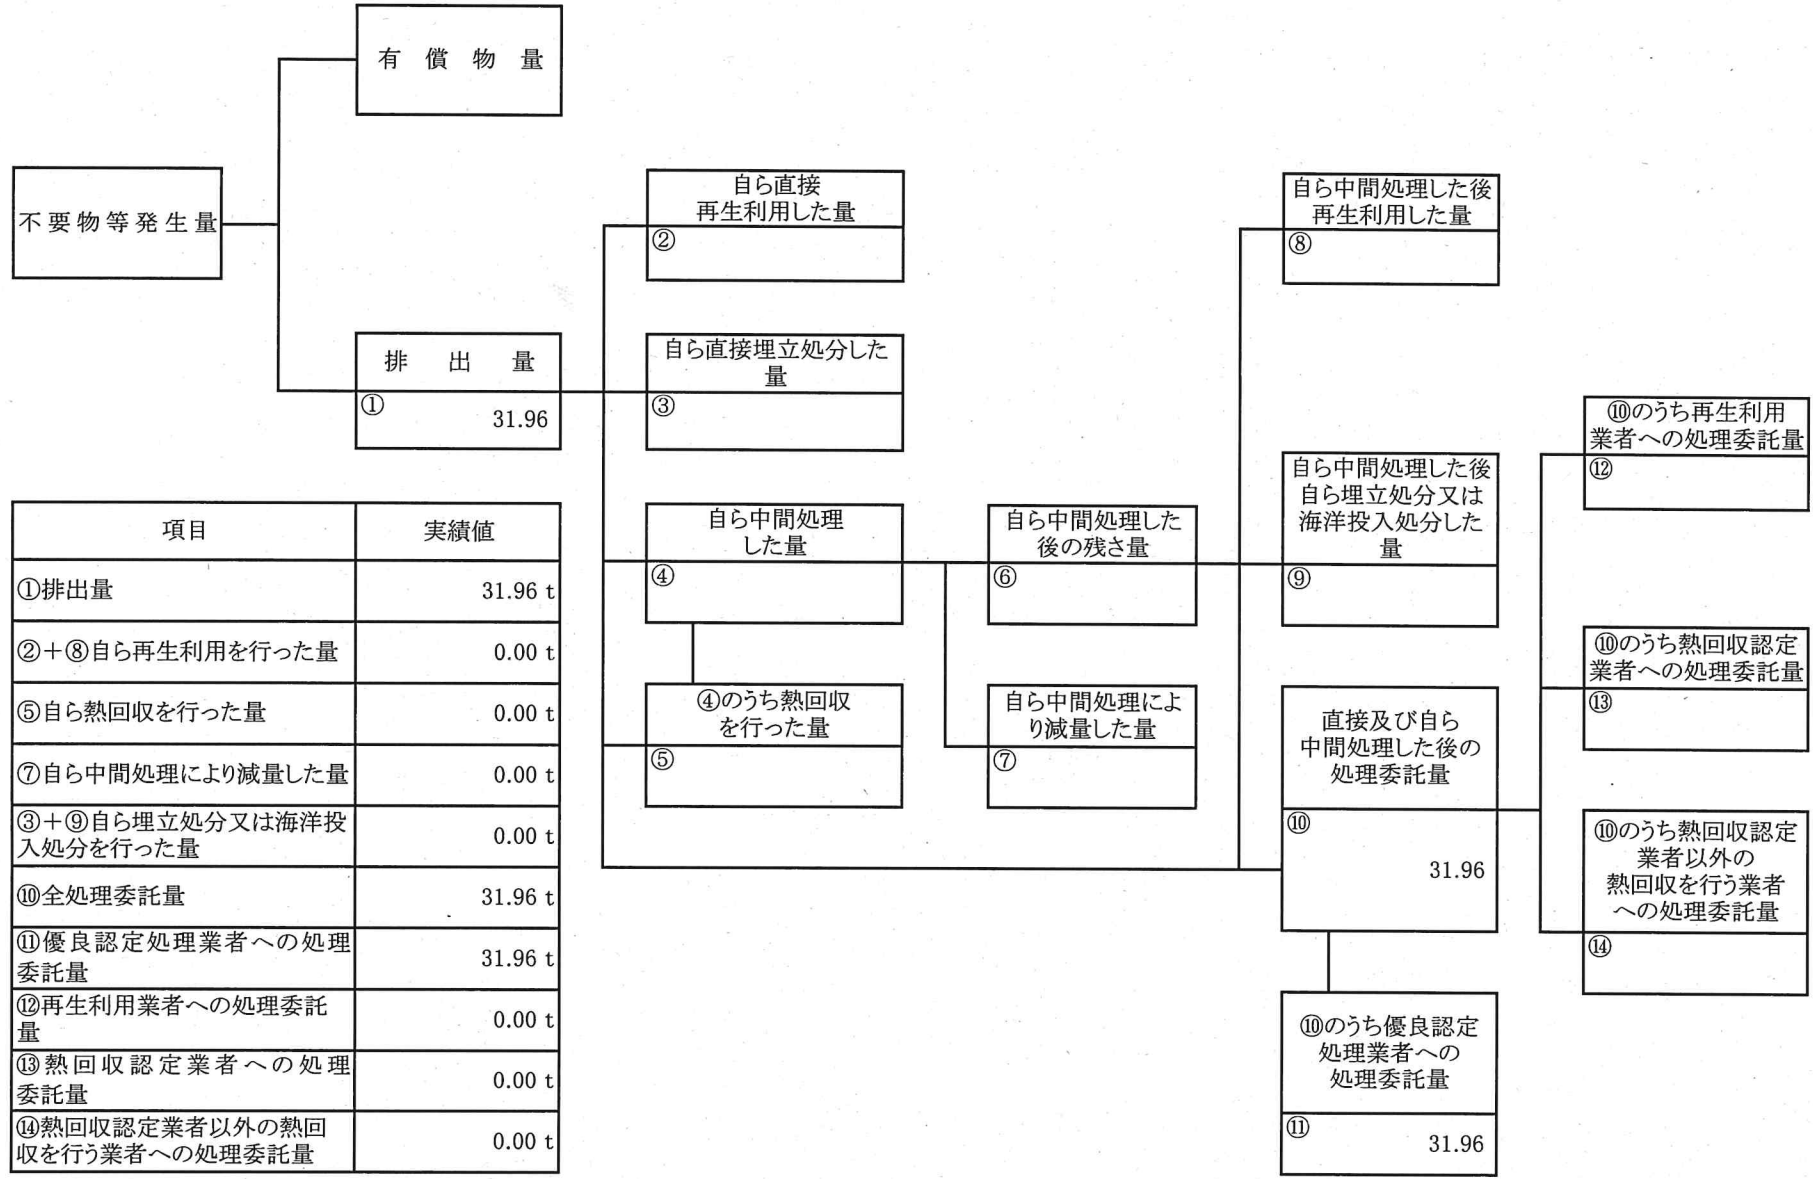 有償物量
不要物等発生量
排出量
①
31.96
自ら直接
再生利用した量
②
自ら直接埋立処分した
量
③
自ら中間処理
した量
④
④のうち熱回収
を行った量
⑤
自ら中間処理した
後の残さ量
⑥
自ら中間処理によ
り減量した量
⑦
自ら中間処理した後
再生利用した量
⑧
自ら中間処理した後
自ら埋立処分又は
海洋投入処分した
量
⑨
直接及び自ら
中間処理した後の
処理委託量
⑩
31.96
⑩のうち優良認定
処理業者への
処理委託量
⑪
31.96
⑩のうち再生利用
業者への処理委託量
⑫
⑩のうち熱回収認定
業者への処理委託量
⑬
⑩のうち熱回収認定
業者以外の
熱回収を行う業者
への処理委託量
⑭
項目 実績値
①排出量 31.96 t
②+⑧自ら再生利用を行った量 0.00 t
⑤自ら熱回収を行った量 0.00 t
⑦自ら中間処理により減量した量 0.00 t
③+⑨自ら埋立処分又は海洋投
入処分を行った量 0.00 t
⑩全処理委託量 31.96 t
⑪優良認定処理業者への処理
委託量 31.96 t
⑫再生利用業者への処理委託
量 0.00 t
⑬熱回収認定業者への処理
委託量 0.00 t
⑭熱回収認定業者以外の熱回
収を行う業者への処理委託量 0.00 t